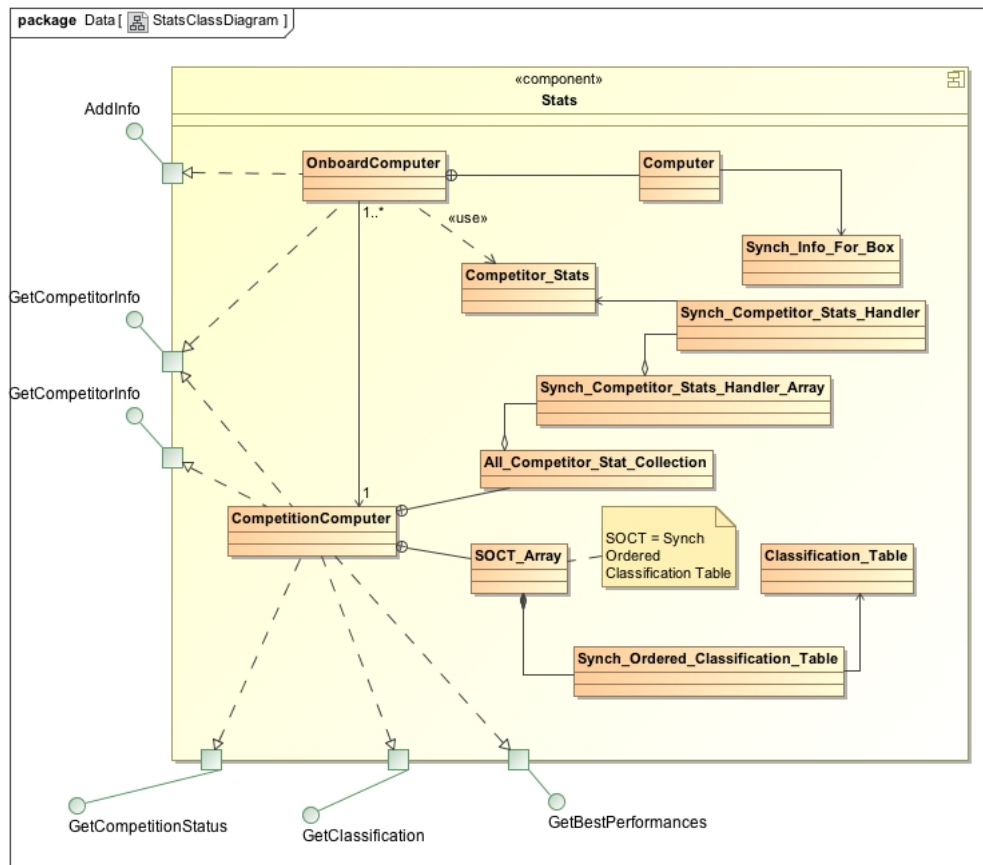 package Data [ StatsClassDiagram ]
«component»
Stats
AddInfo
OnboardComputer
Computer
1..*
«use»
Synch_Info_For_Box
Competitor_Stats
GetCompetitorInfo
Synch_Competitor_Stats_Handler
Synch_Competitor_Stats_Handler_Array
GetCompetitorInfo
All_Competitor_Stat_Collection
1
CompetitionComputer
SOCT = Synch
Ordered
Classification Table
SOCT_Array
Classification_Table
Synch_Ordered_Classification_Table
GetCompetitionStatus
GetClassification
GetBestPerformances